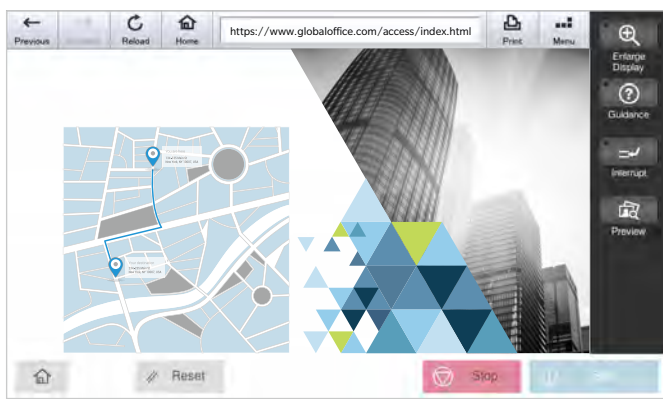 Previous
Reload
Home
https://www.globaloffice.com/access/index.html
Print
Menu
Enlarge
Display
Guidance
Interrupt
Preview
Reset
Stop